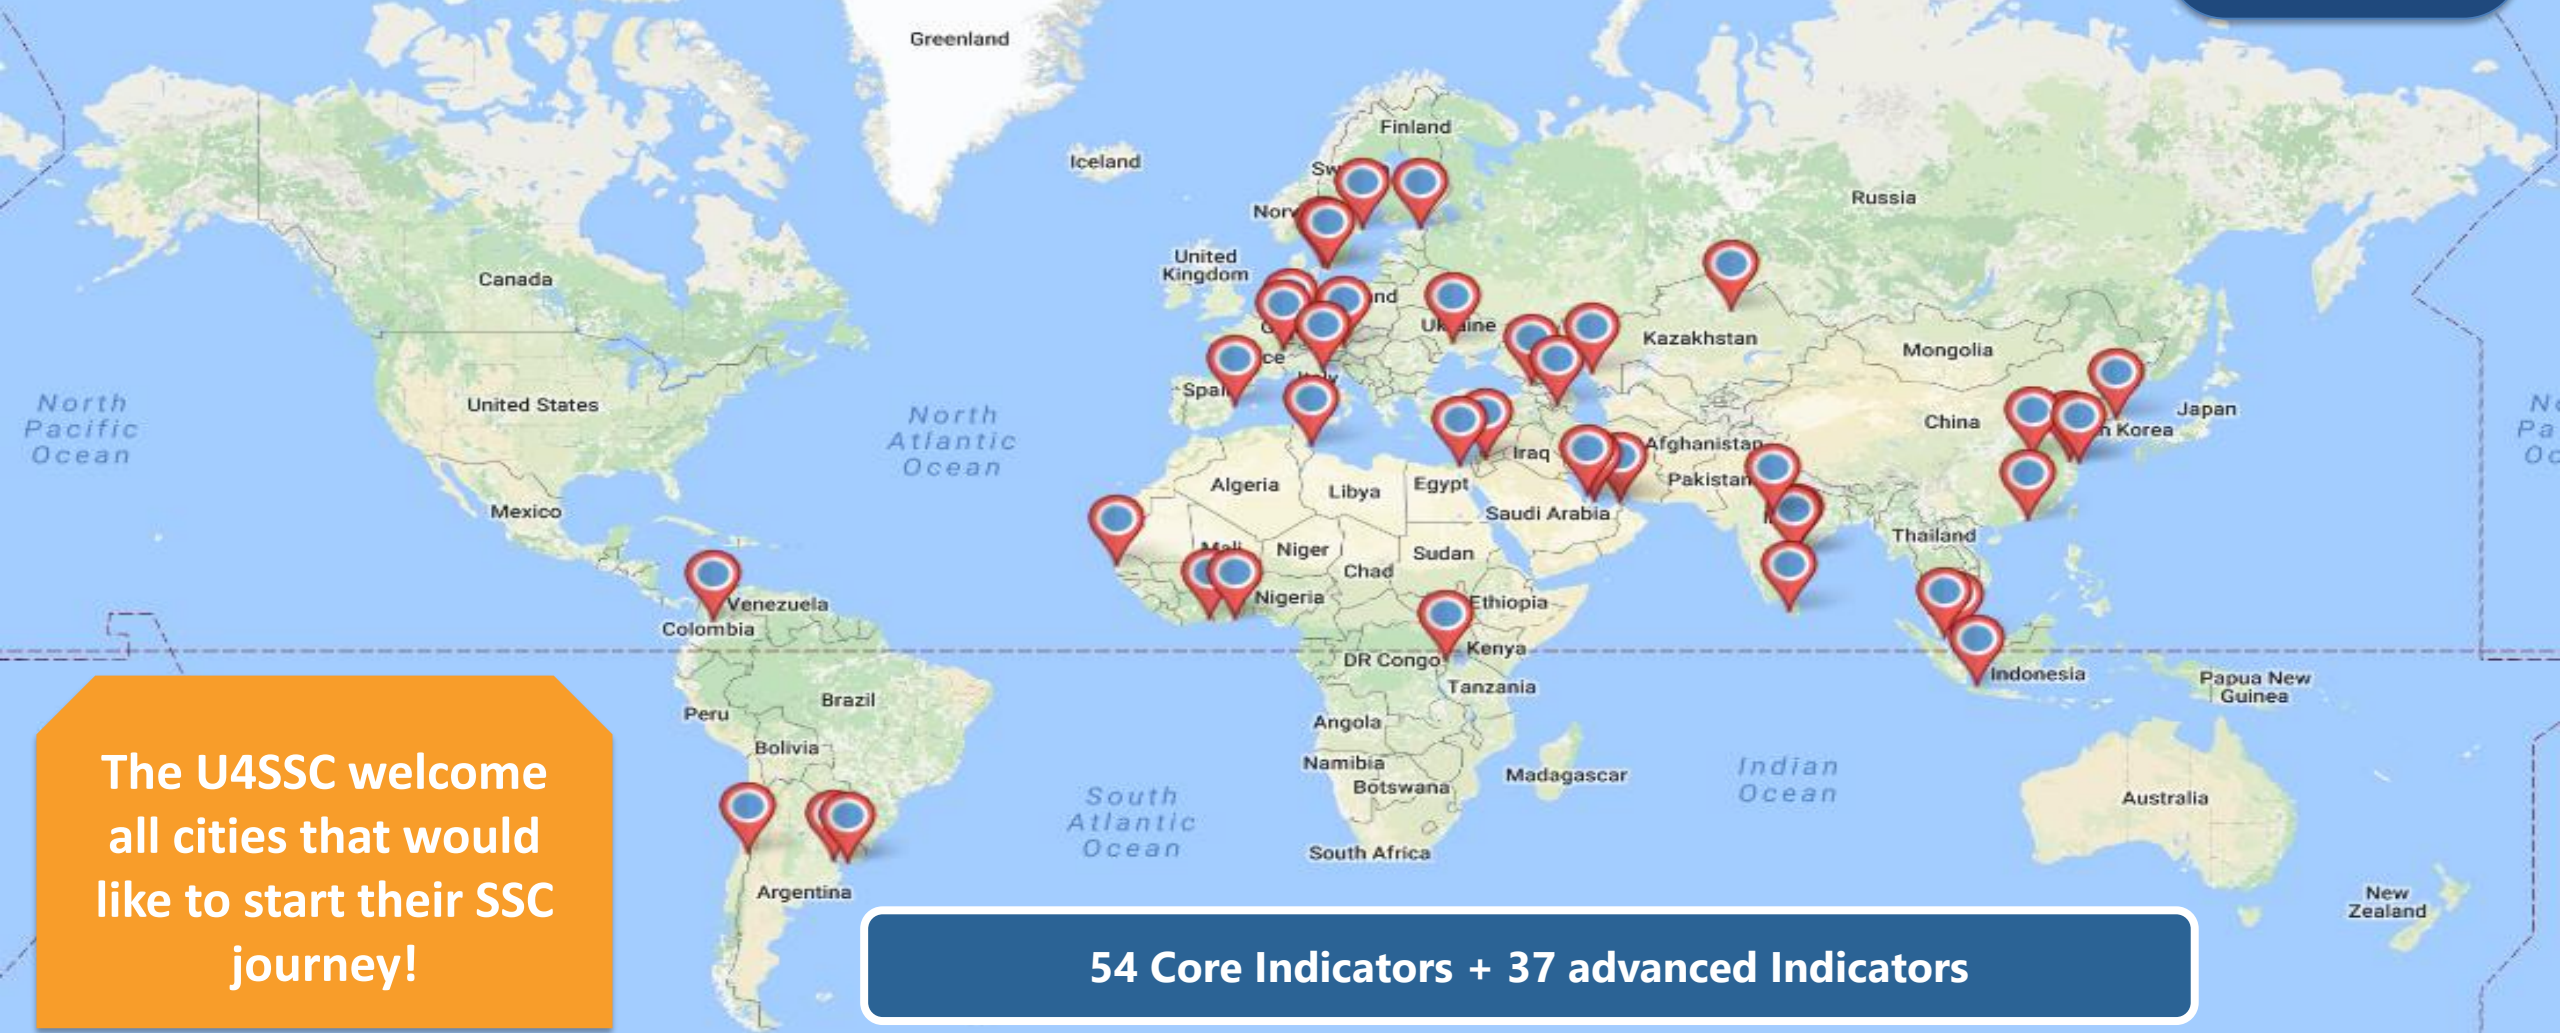 Greenland
Finland
Iceland
Russia
United
Kingdom
Canada
Kazakhstan
Mongolia
North
Pacific
Ocean
United States
North
Atlantic
Ocean
China
Japan
Afghanistan
Iraq
Pakistan
Algeria
Libya
Egypt
Saudi Arabia
Mexico
Thailand
Mali
Niger
Sudan
Chad
Nigeria
Ethiopia
Venezuela
Colombia
Kenya
DR Congo
Tanzania
Indonesia
Papua New
Guinea
Brazil
Peru
Angola
Bolivia
Namibia
Botswana
Madagascar
Indian
Ocean
South
Atlantic
Ocean
Australia
South Africa
Argentina
New
Zealand
The U4SSC welcome
all cities that would
like to start their SSC
journey!
54 Core Indicators + 37 advanced Indicators